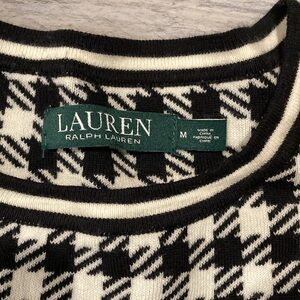 LAUREN
RALPH LAUREN
M
MADE IN
CHINA
FABRIQUÉ EN
CHINE